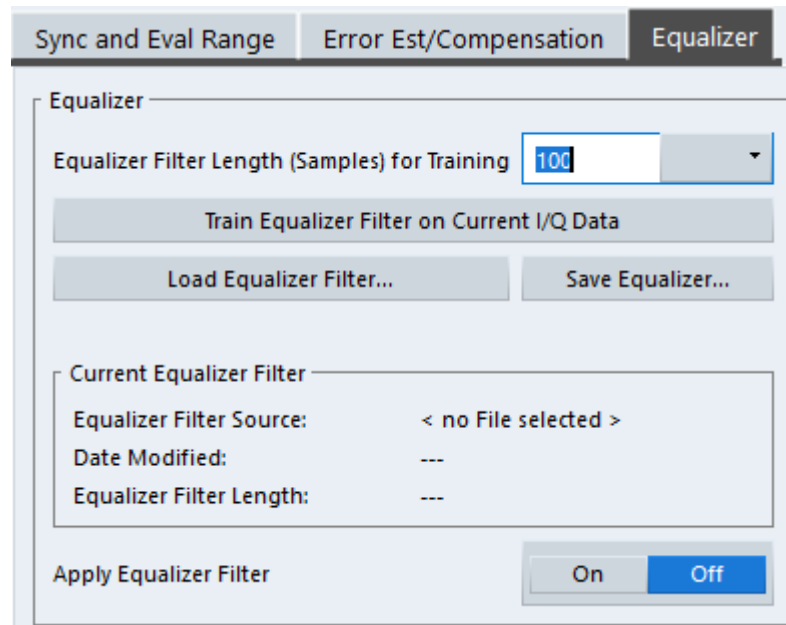 Sync and Eval Range Error Est/Compensation Equalizer
Equalizer
Equalizer Filter Length (Samples) for Training 100
Train Equalizer Filter on Current I/Q Data
Load Equalizer Filter... Save Equalizer...
Current Equalizer Filter
Equalizer Filter Source: < no File selected >
Date Modified: ---
Equalizer Filter Length: ---
Apply Equalizer Filter On Off